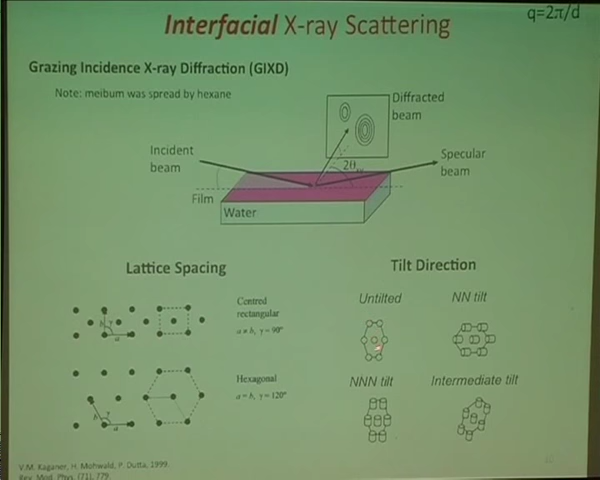 q=2π/d
Interfacial X-ray Scattering
Grazing Incidence X-ray Diffraction (GIXD)
Note: meibum was spread by hexane
Diffracted
beam
Incident
beam
2θ
Specular
beam
Film
Water
Lattice Spacing
Tilt Direction
Centred
rectangular
a ≠ b, γ = 90°
Untilted
NN tilt
b γ
a
Hexagonal
a = b, γ = 120°
NNN tilt
Intermediate tilt
b γ
a
V.M. Kaganer, H. Mohwald, P. Dutta, 1999.
Rev. Mod. Phys. (71), 779